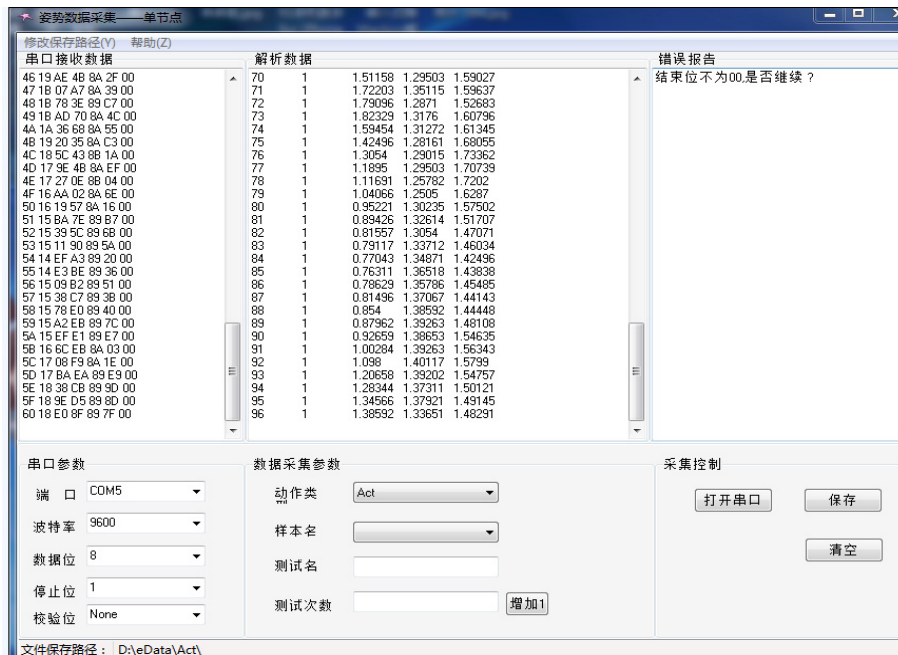 姿势数据采集——单节点
修改保存路径(Y) 帮助(Z)
串口接收数据
46 19 AE 4B 8A 2F 00
47 1B 07 A7 8A 39 00
48 1B 78 3E 89 C7 00
49 1B AD 70 8A 4C 00
4A 1A 36 68 8A 55 00
4B 19 20 35 8A C3 00
4C 18 5C 43 8B 1A 00
4D 17 9E 4B 8A EF 00
4E 17 27 0E 8B 04 00
4F 16 AA 02 8A 6E 00
50 16 19 57 8A 16 00
51 15 BA 7E 89 B7 00
52 15 39 5C 89 6B 00
53 15 11 90 89 5A 00
54 14 EF A3 89 20 00
55 14 E3 BE 89 36 00
56 15 09 B2 89 51 00
57 15 38 C7 89 3B 00
58 15 78 E0 89 40 00
59 15 A2 EB 89 7C 00
5A 15 EF E1 89 E7 00
5B 16 6C EB 8A 03 00
5C 17 08 F9 8A 1E 00
5D 17 BA EA 89 E9 00
5E 18 38 CB 89 9D 00
5F 18 9E D5 89 8D 00
60 18 E0 8F 89 7F 00
解析数据
70 1 1.51158 1.29503 1.59027
71 1 1.72203 1.35115 1.59637
72 1 1.79096 1.2871 1.52683
73 1 1.82329 1.3176 1.60796
74 1 1.59454 1.31272 1.61345
75 1 1.42496 1.28161 1.68055
76 1 1.3054 1.29015 1.73362
77 1 1.1895 1.29503 1.70739
78 1 1.11691 1.25782 1.7202
79 1 1.04066 1.2505 1.6287
80 1 0.95221 1.30235 1.57502
81 1 0.89426 1.32614 1.51707
82 1 0.81557 1.3054 1.47071
83 1 0.79117 1.33712 1.46034
84 1 0.77043 1.34871 1.42496
85 1 0.76311 1.36518 1.43838
86 1 0.78629 1.35786 1.45485
87 1 0.81496 1.37067 1.44143
88 1 0.854 1.38592 1.44448
89 1 0.87962 1.39263 1.48108
90 1 0.92659 1.38653 1.54635
91 1 1.00284 1.39263 1.56343
92 1 1.098 1.40117 1.5799
93 1 1.20658 1.39202 1.54757
94 1 1.28344 1.37311 1.50121
95 1 1.34566 1.37921 1.49145
96 1 1.38592 1.33651 1.48291
错误报告
结束位不为00,是否继续？
串口参数
端 口 COM5
波特率 9600
数据位 8
停止位 1
校验位 None
数据采集参数
动作类 Act
样本名
测试名
测试次数 增加1
采集控制
打开串口 保存
清空
文件保存路径： D:\eData\Act\